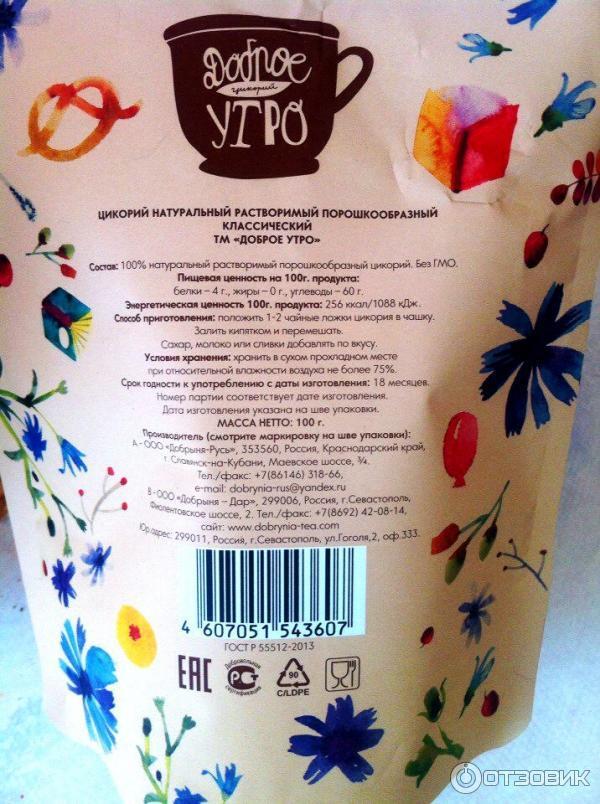 Доброе
цикорий
УТРО
ЦИКОРИЙ НАТУРАЛЬНЫЙ РАСТВОРИМЫЙ ПОРОШКООБРАЗНЫЙ
КЛАССИЧЕСКИЙ
ТМ «ДОБРОЕ УТРО»
Состав: 100% натуральный растворимый порошкообразный цикорий. Без ГМО.
Пищевая ценность на 100г. продукта:
белки – 4 г., жиры – 0 г., углеводы – 60 г.
Энергетическая ценность 100г. продукта: 256 ккал/1088 кДж.
Способ приготовления: положить 1-2 чайные ложки цикория в чашку.
Залить кипятком и перемешать.
Сахар, молоко или сливки добавлять по вкусу.
Условия хранения: хранить в сухом прохладном месте
при относительной влажности воздуха не более 75%.
Срок годности к употреблению с даты изготовления: 18 месяцев.
Номер партии соответствует дате изготовления.
Дата изготовления указана на шве упаковки.
МАССА НЕТТО: 100 г.
Производитель (смотрите маркировку на шве упаковки):
А - ООО «Добрыня-Русь», 353560, Россия, Краснодарский край,
г. Славянск-на-Кубани, Маевское шоссе, ¾.
Тел./факс: +7(86146) 318-66,
e-mail: dobrynia-rus@yandex.ru
В - ООО «Добрыня – Дар», 299006, Россия, г.Севастополь,
Фиолентовское шоссе, 2. Тел./факс: +7(8692) 42-08-14,
сайт: www.dobrynia-tea.com
Юр.адрес: 299011, Россия, г.Севастополь, ул.Гоголя,2, оф.333.
4 607051 543607
ГОСТ Р 55512-2013
EAC
Добровольная
РСТ
сертификация
90
C/LDPE
ОТЗОВИК